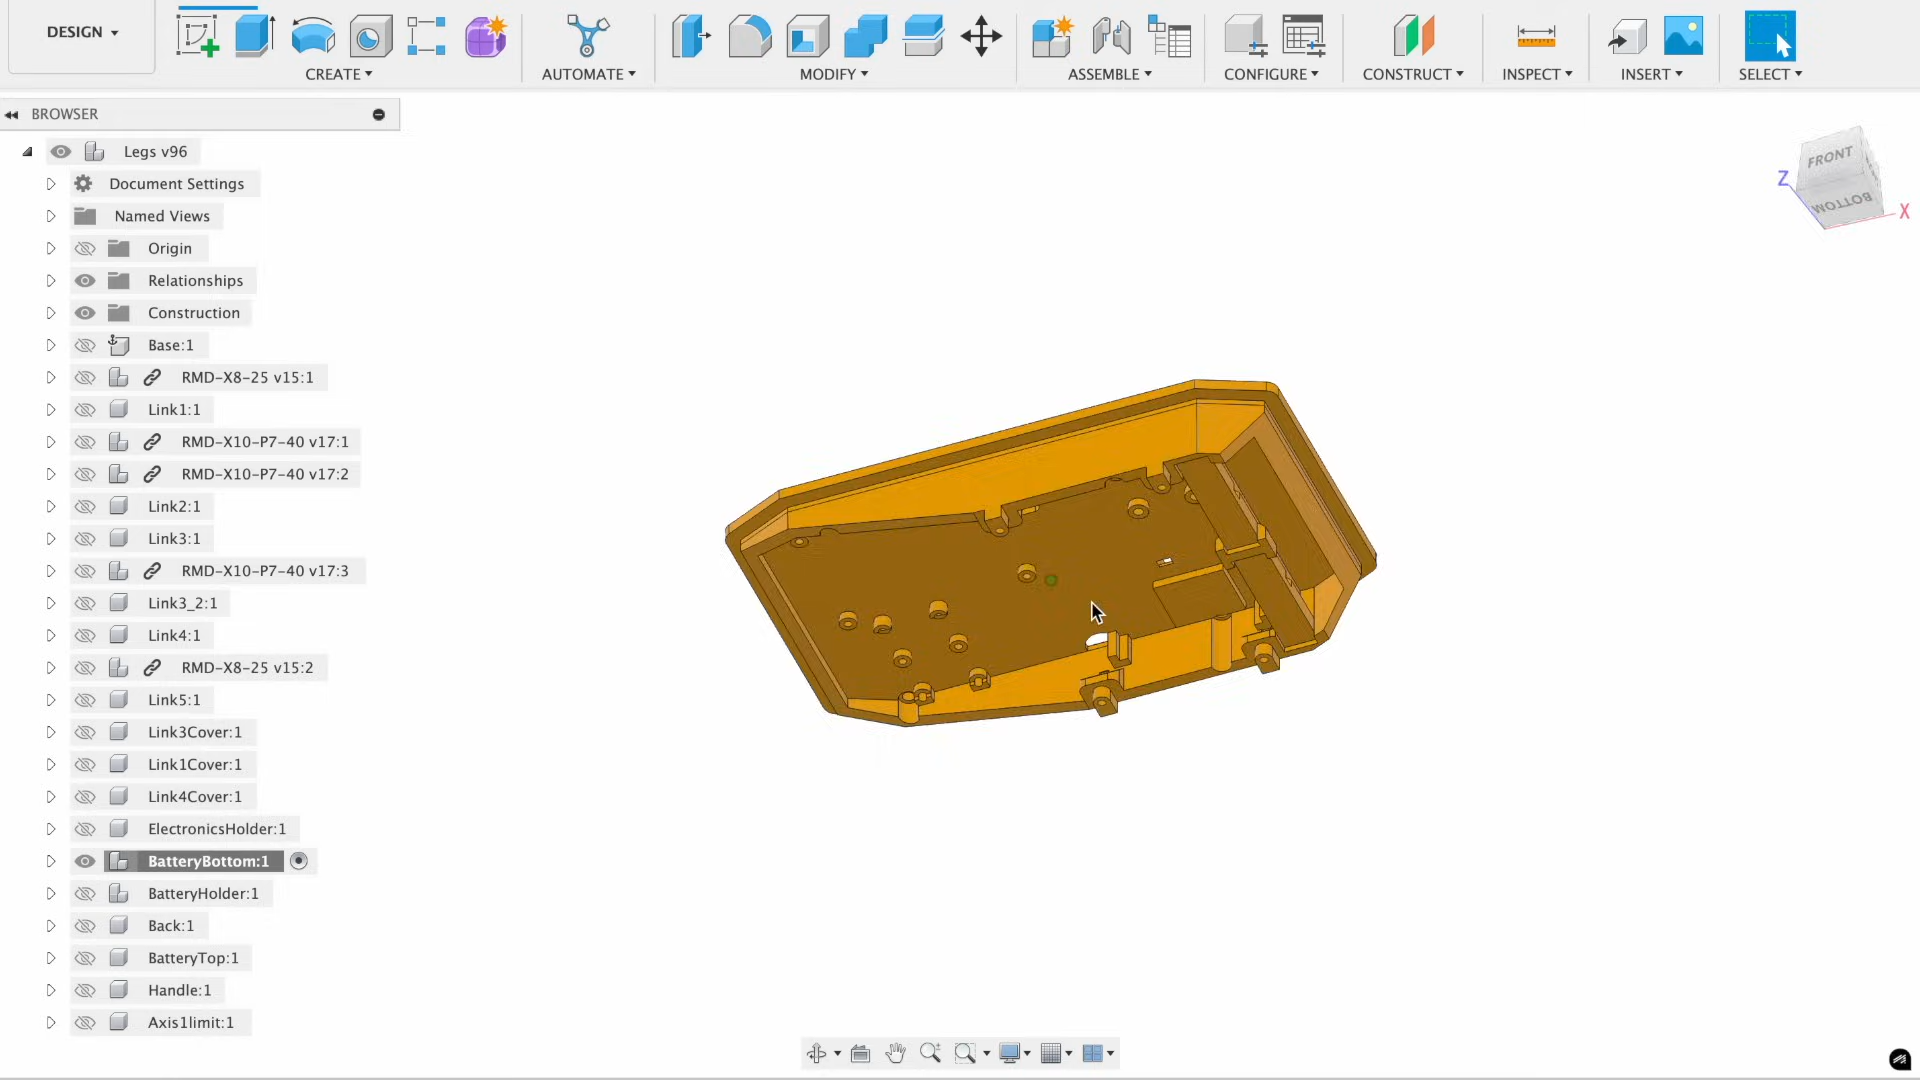 DESIGN
CREATE
AUTOMATE
MODIFY
ASSEMBLE
CONFIGURE
CONSTRUCT
INSPECT
INSERT
SELECT
BROWSER
Legs v96
Document Settings
Named Views
Origin
Relationships
Construction
Base:1
RMD-X8-25 v15:1
Link1:1
RMD-X10-P7-40 v17:1
RMD-X10-P7-40 v17:2
Link2:1
Link3:1
RMD-X10-P7-40 v17:3
Link3_2:1
Link4:1
RMD-X8-25 v15:2
Link5:1
Link3Cover:1
Link1Cover:1
Link4Cover:1
ElectronicsHolder:1
BatteryBottom:1
BatteryHolder:1
Back:1
BatteryTop:1
Handle:1
Axis1limit:1
FRONT
Z
BOTTOM
X